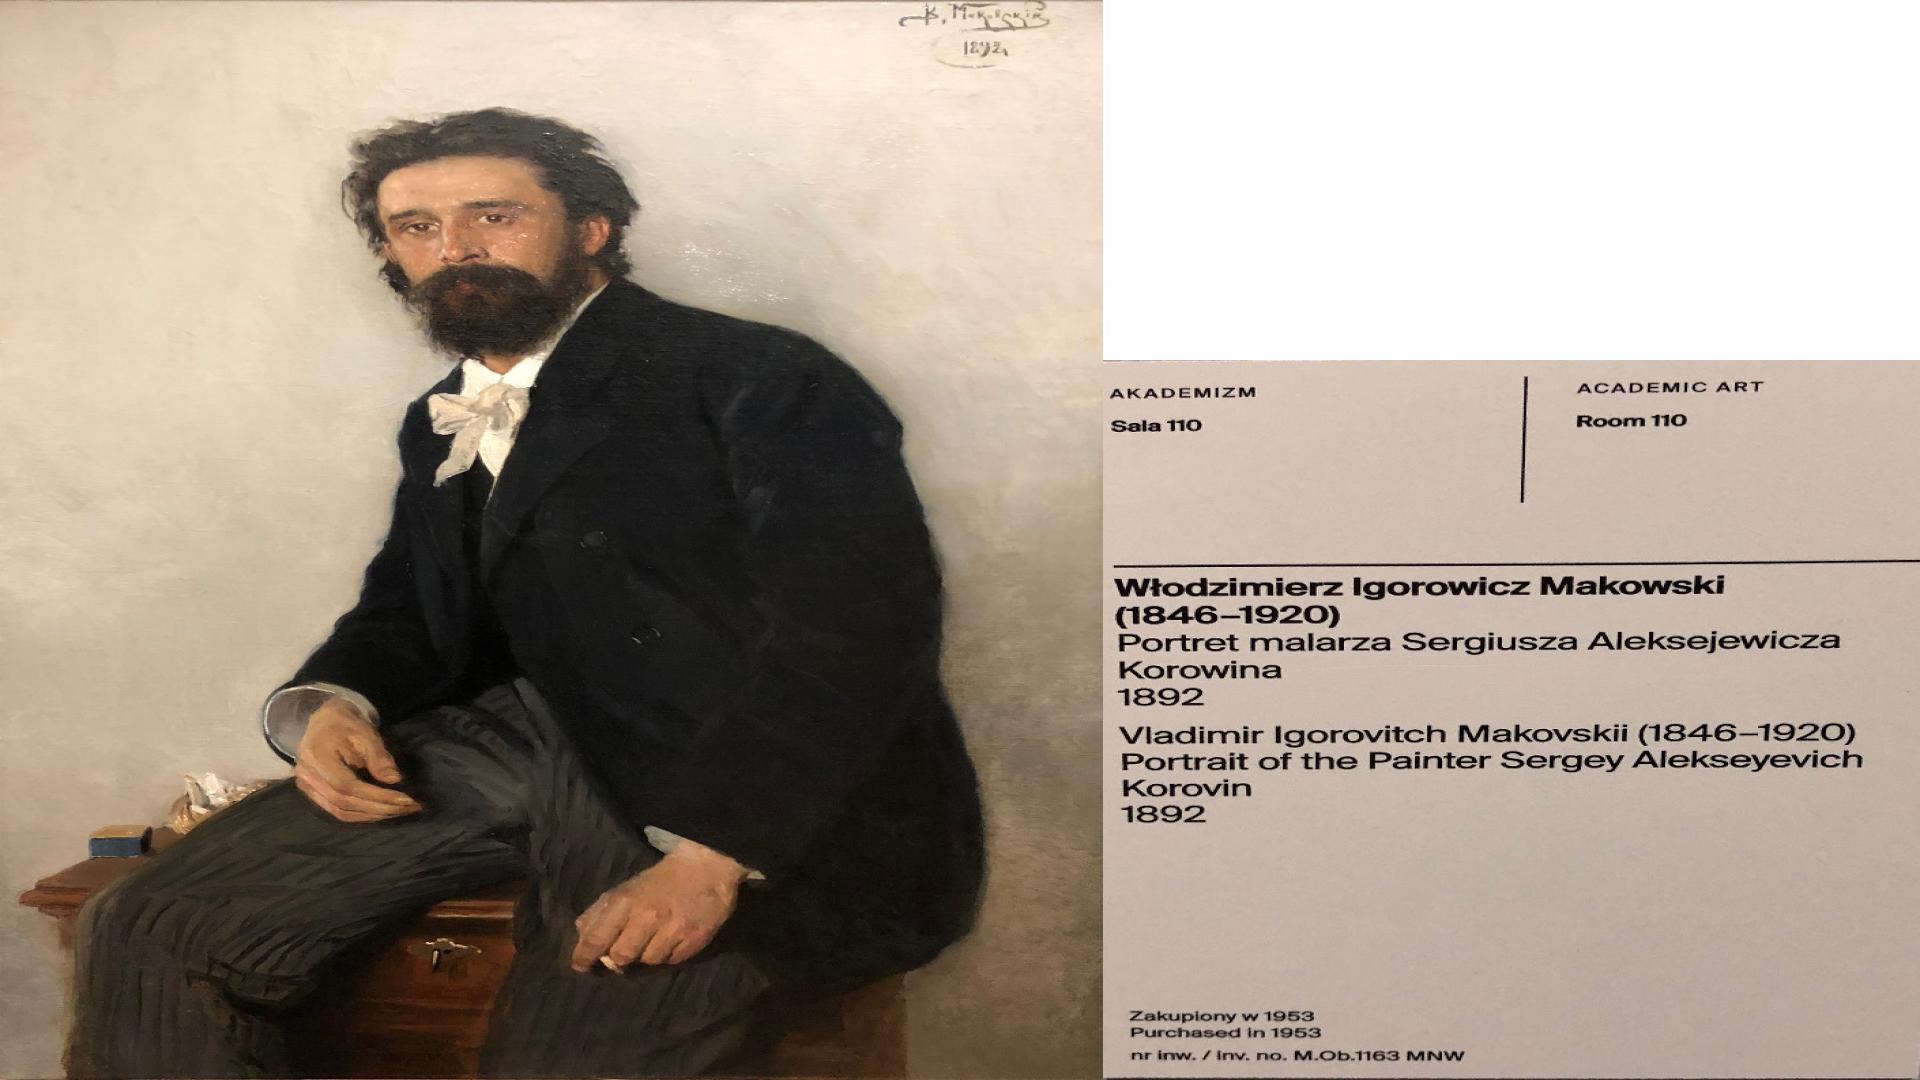 1892
AKADEMIZM
Sala 110
ACADEMIC ART
Room 110
Włodzimierz Igorowicz Makowski
(1846–1920)
Portret malarza Sergiusza Aleksejewicza
Korowina
1892
Vladimir Igorovitch Makovskii (1846–1920)
Portrait of the Painter Sergey Alekseyevich
Korovin
1892
Zakupiony w 1953
Purchased in 1953
nr inw. / inv. no. M.Ob.1163 MNW